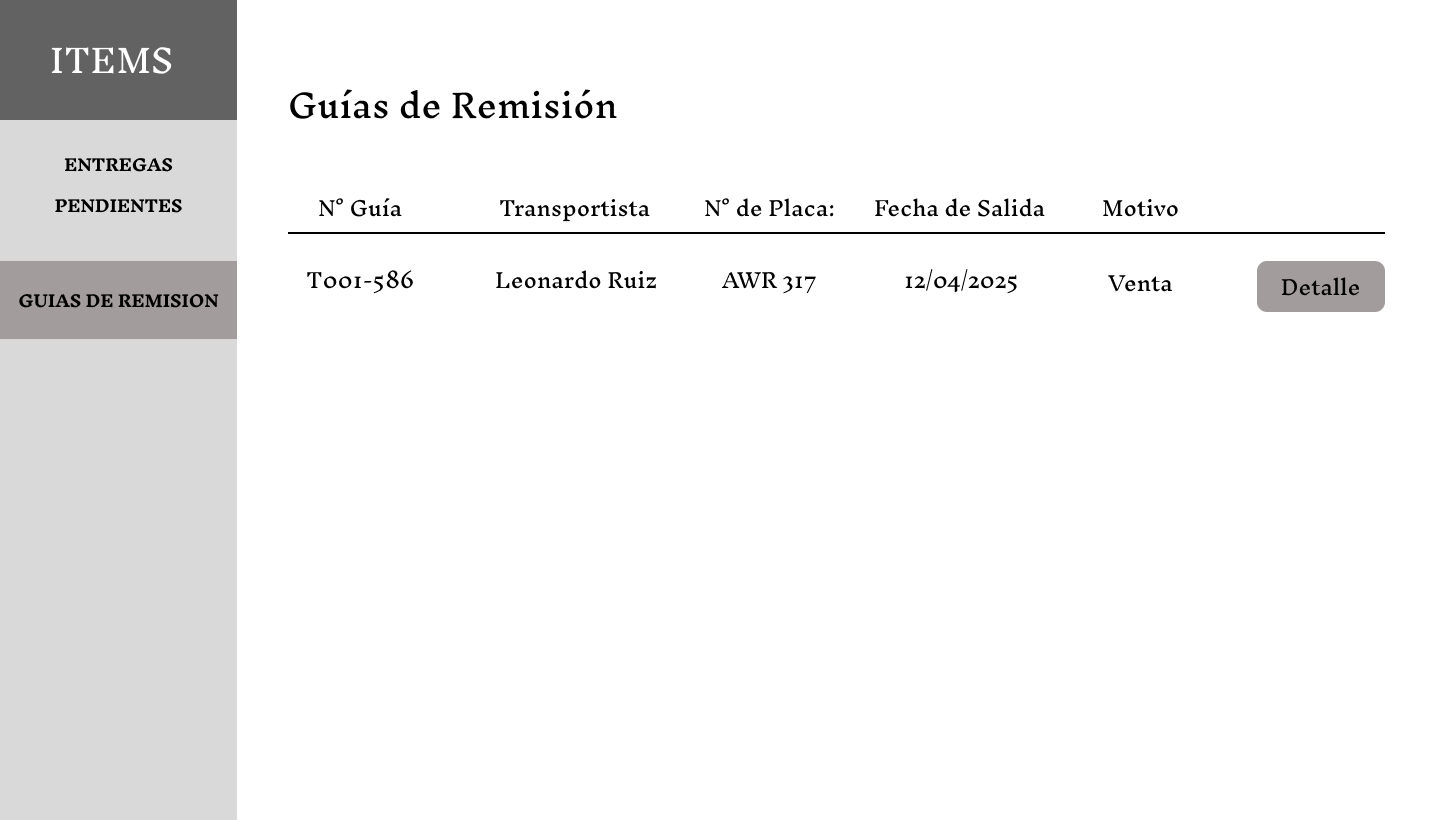 ITEMS
ENTREGAS
PENDIENTES
GUIAS DE REMISION
Guías de Remisión
N° Guía Transportista N° de Placa: Fecha de Salida Motivo
T001-586 Leonardo Ruiz AWR 317 12/04/2025 Venta Detalle